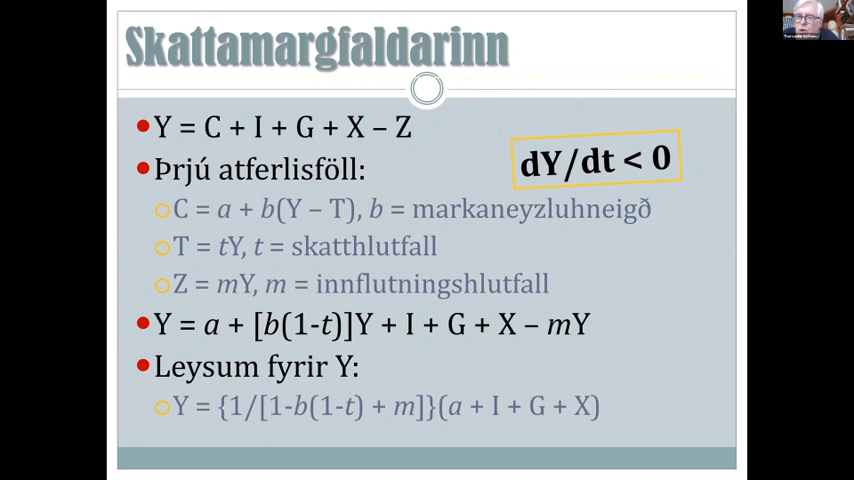 Skattamargfaldarinn
Y = C + I + G + X – Z
dY/dt < 0
Þrjú atferlisföll:
C = a + b(Y – T), b = markaneyzluhneigð
T = tY, t = skatthlutfall
Z = mY, m = innflutningshlutfall
Y = a + [b(1-t)]Y + I + G + X – mY
Leysum fyrir Y:
Y = {1/[1-b(1-t) + m]}(a + I + G + X)